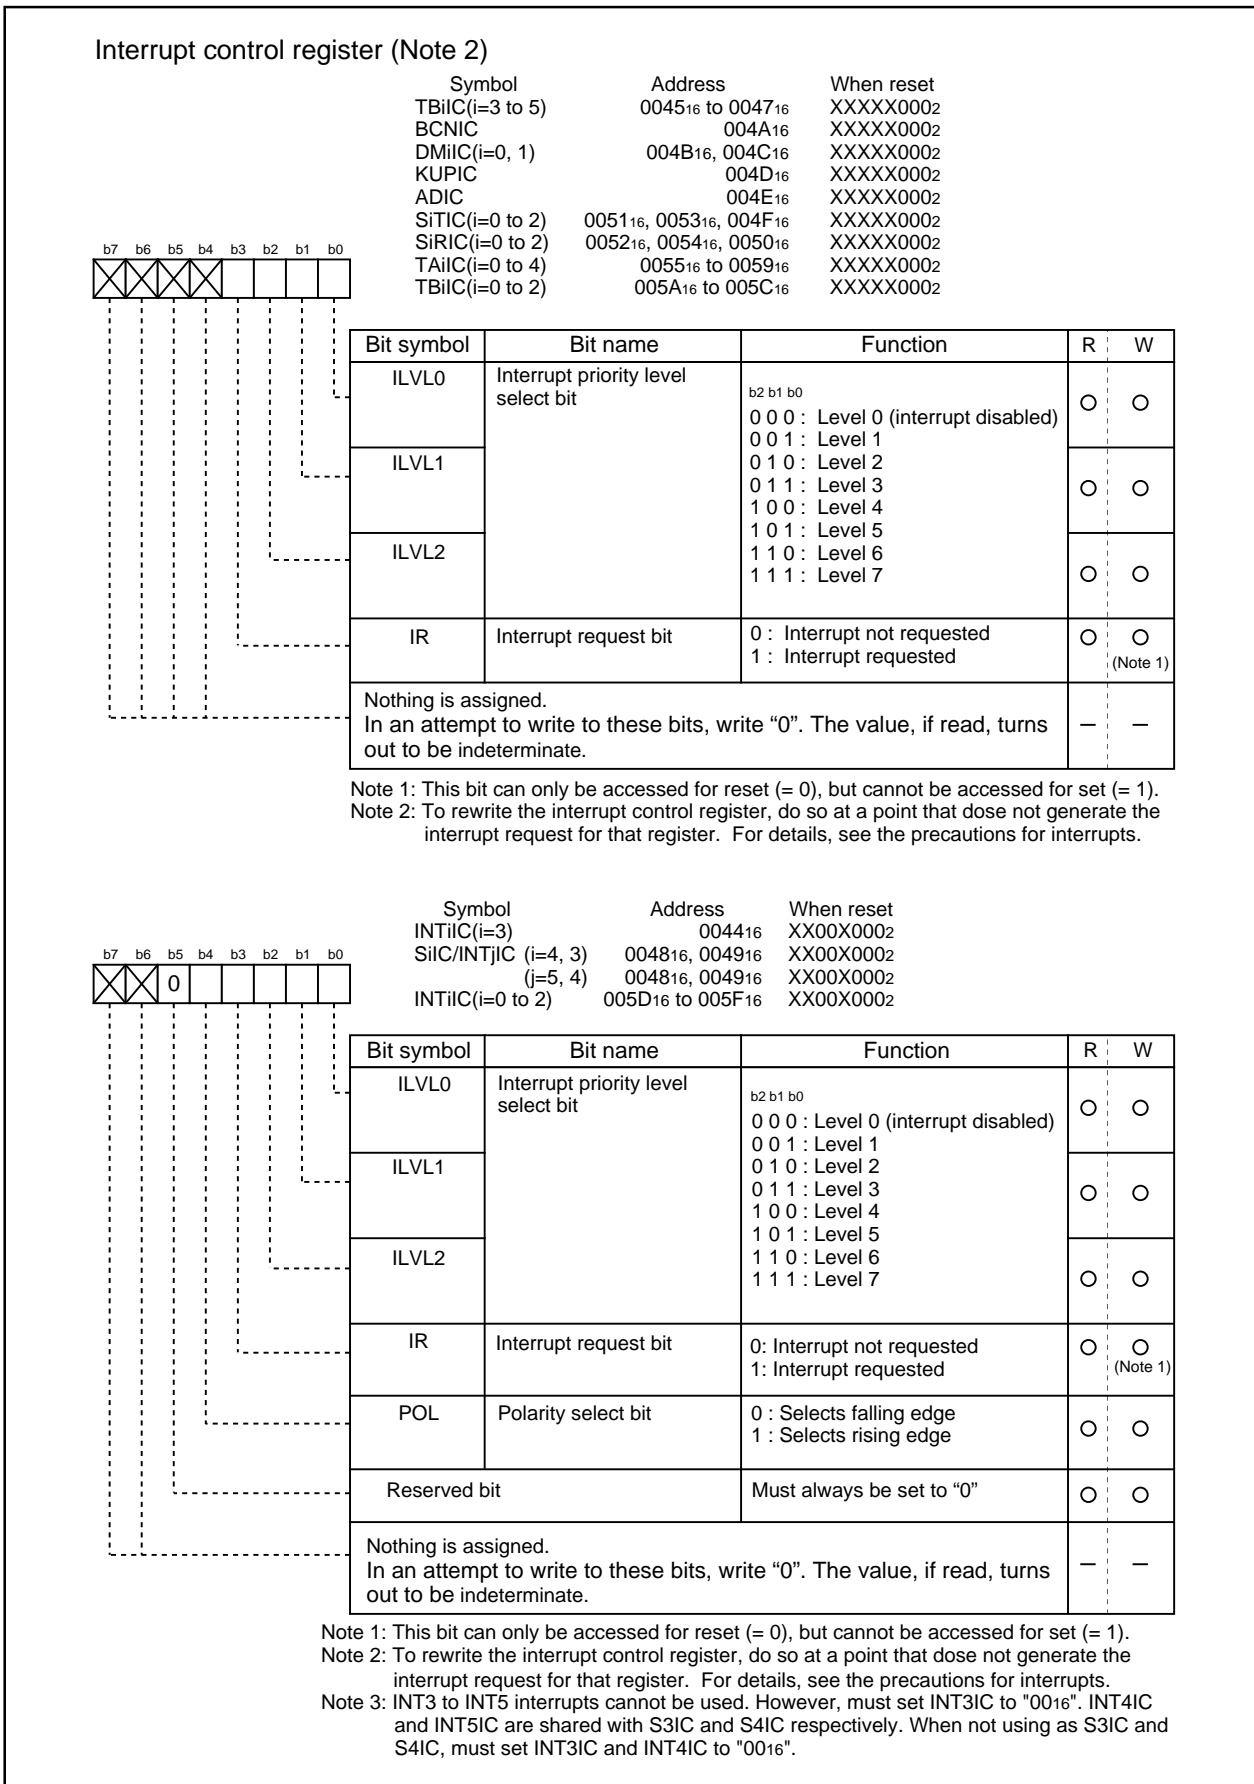 Interrupt control register (Note 2)
Symbol Address When reset
TBiIC(i=3 to 5) 004516 to 004716 XXXXX0002
BCNIC 004A16 XXXXX0002
DMiIC(i=0, 1) 004B16, 004C16 XXXXX0002
KUPIC 004D16 XXXXX0002
ADIC 004E16 XXXXX0002
SiTIC(i=0 to 2) 005116, 005316, 004F16 XXXXX0002
SiRIC(i=0 to 2) 005216, 005416, 005016 XXXXX0002
TAiIC(i=0 to 4) 005516 to 005916 XXXXX0002
TBiIC(i=0 to 2) 005A16 to 005C16 XXXXX0002
b7 b6 b5 b4 b3 b2 b1 b0
Bit symbol Bit name Function R W
ILVL0 Interrupt priority level
select bit
b2 b1 b0
0 0 0 : Level 0 (interrupt disabled)
0 0 1 : Level 1
ILVL1 0 1 0 : Level 2
0 1 1 : Level 3
1 0 0 : Level 4
1 0 1 : Level 5
ILVL2 1 1 0 : Level 6
1 1 1 : Level 7
IR Interrupt request bit 0 : Interrupt not requested
1 : Interrupt requested (Note 1)
Nothing is assigned.
In an attempt to write to these bits, write “0”. The value, if read, turns
out to be indeterminate.
Note 1: This bit can only be accessed for reset (= 0), but cannot be accessed for set (= 1).
Note 2: To rewrite the interrupt control register, do so at a point that dose not generate the
interrupt request for that register. For details, see the precautions for interrupts.
Symbol Address When reset
INTiIC(i=3) 004416 XX00X0002
SiIC/INTjIC (i=4, 3) 004816, 004916 XX00X0002
(j=5, 4) 004816, 004916 XX00X0002
INTiIC(i=0 to 2) 005D16 to 005F16 XX00X0002
b7 b6 b5 b4 b3 b2 b1 b0
0
Bit symbol Bit name Function R W
ILVL0 Interrupt priority level
select bit
b2 b1 b0
0 0 0 : Level 0 (interrupt disabled)
0 0 1 : Level 1
ILVL1 0 1 0 : Level 2
0 1 1 : Level 3
1 0 0 : Level 4
1 0 1 : Level 5
ILVL2 1 1 0 : Level 6
1 1 1 : Level 7
IR Interrupt request bit 0: Interrupt not requested
1: Interrupt requested (Note 1)
POL Polarity select bit 0 : Selects falling edge
1 : Selects rising edge
Reserved bit Must always be set to “0”
Nothing is assigned.
In an attempt to write to these bits, write “0”. The value, if read, turns
out to be indeterminate.
Note 1: This bit can only be accessed for reset (= 0), but cannot be accessed for set (= 1).
Note 2: To rewrite the interrupt control register, do so at a point that dose not generate the
interrupt request for that register. For details, see the precautions for interrupts.
Note 3: INT3 to INT5 interrupts cannot be used. However, must set INT3IC to "0016". INT4IC
and INT5IC are shared with S3IC and S4IC respectively. When not using as S3IC and
S4IC, must set INT3IC and INT4IC to "0016".